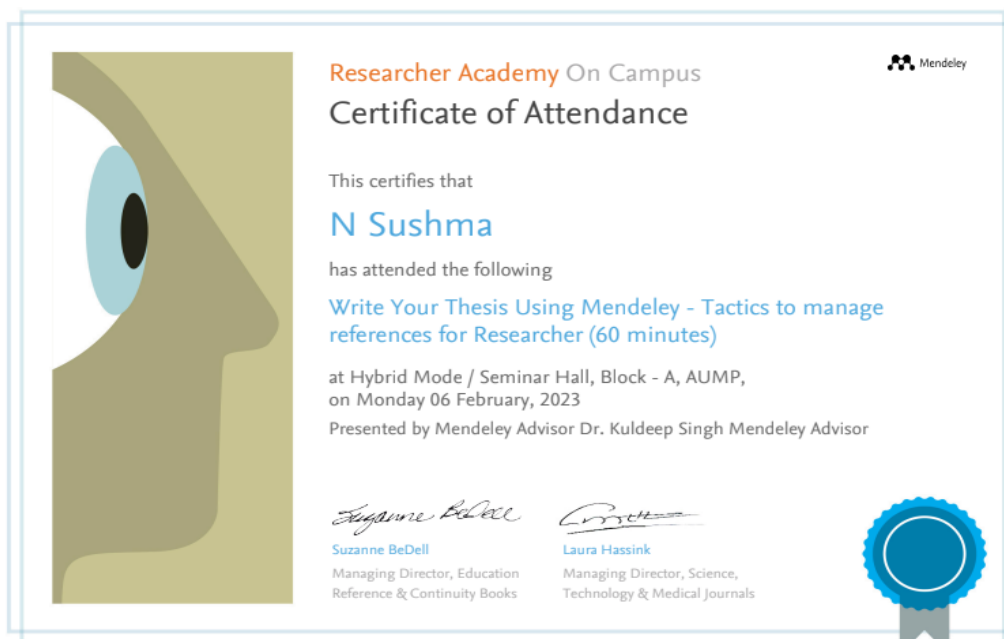 Researcher Academy On Campus
Mendeley
Certificate of Attendance
This certifies that
N Sushma
has attended the following
Write Your Thesis Using Mendeley - Tactics to manage
references for Researcher (60 minutes)
at Hybrid Mode / Seminar Hall, Block - A, AUMP,
on Monday 06 February, 2023
Presented by Mendeley Advisor Dr. Kuldeep Singh Mendeley Advisor
Suzanne BeDell
Suzanne BeDell
Managing Director, Education
Reference & Continuity Books
Laura Hassink
Managing Director, Science,
Technology & Medical Journals